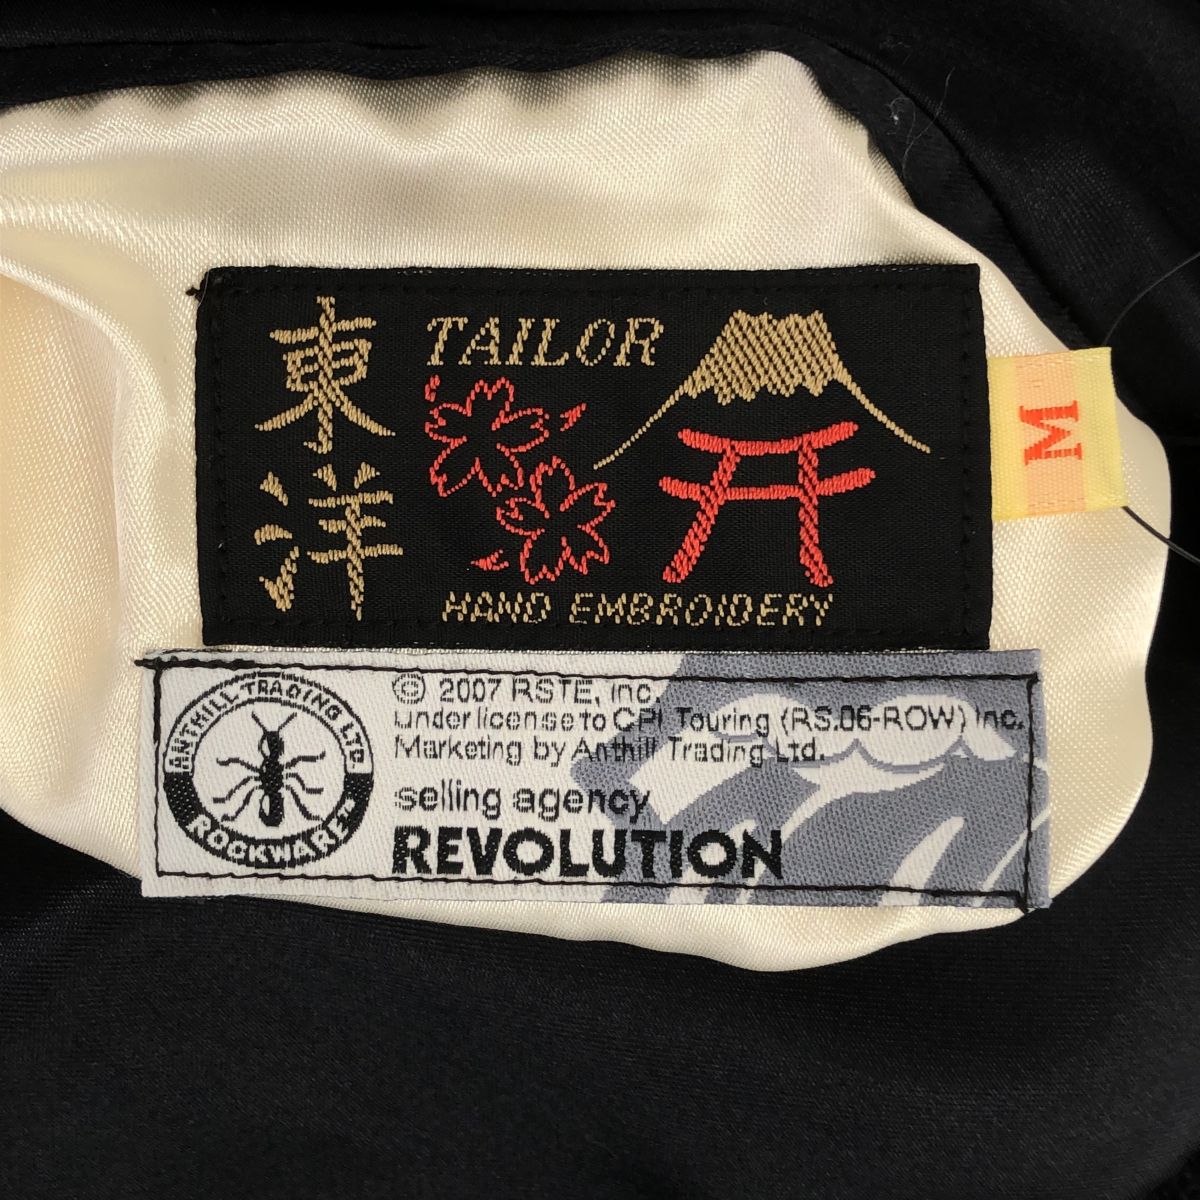 東洋
TAILOR
HAND EMBROIDERY
M
ANTHILL TRADING LTD
ROCKWARE™
© 2007 RSTE, Inc.
under license to CPI Touring (RS.06-ROW) Inc.
Marketing by Anthill Trading Ltd.
selling agency
REVOLUTION